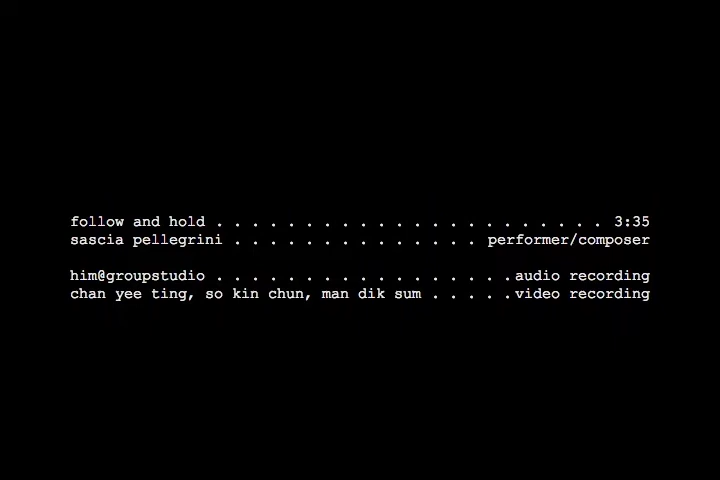 follow and hold . . . . . . . . . . . . . . . . . . . . . . 3:35
sascia pellegrini . . . . . . . . . . . . . . performer/composer
him@groupstudio . . . . . . . . . . . . . . . . .audio recording
chan yee ting, so kin chun, man dik sum . . . . .video recording